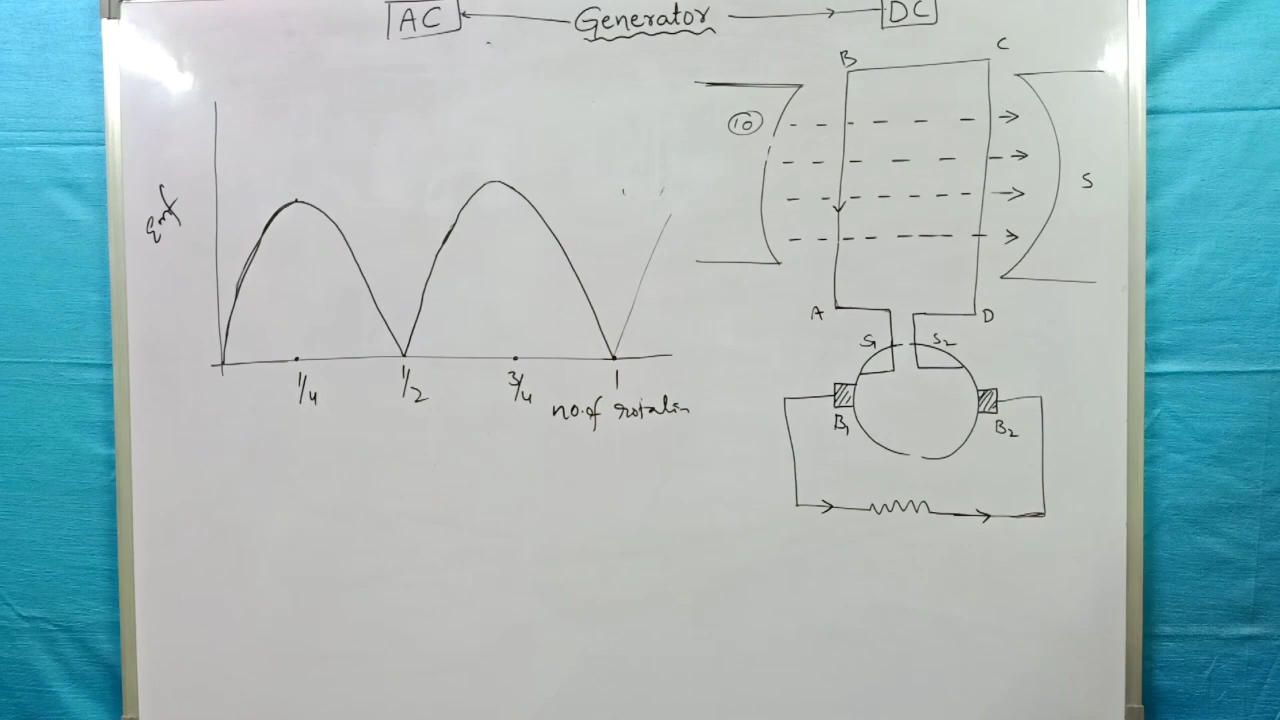 AC Generator DC
B C
10
S
Emf
A D
S1 S2
1/4 1/2 3/4 1
no.of rotation
B1 B2